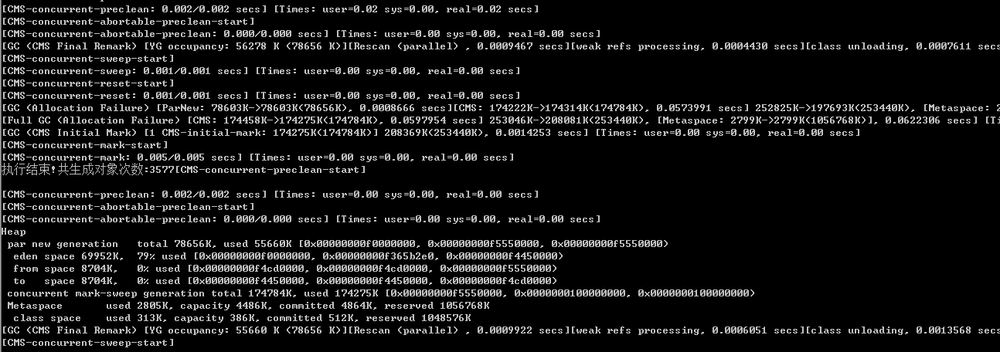 [CMS-concurrent-preclean: 0.002/0.002 secs] [Times: user=0.02 sys=0.00, real=0.02 secs]
[CMS-concurrent-abortable-preclean-start]
[CMS-concurrent-abortable-preclean: 0.000/0.000 secs] [Times: user=0.00 sys=0.00, real=0.00 secs]
[GC (CMS Final Remark) [YG occupancy: 56278 K (78656 K)][Rescan (parallel) , 0.0009467 secs][weak refs processing, 0.0004430 secs][class unloading, 0.0007611 secs
[CMS-concurrent-sweep-start]
[CMS-concurrent-sweep: 0.001/0.001 secs] [Times: user=0.00 sys=0.00, real=0.00 secs]
[CMS-concurrent-reset-start]
[CMS-concurrent-reset: 0.001/0.001 secs] [Times: user=0.00 sys=0.00, real=0.00 secs]
[GC (Allocation Failure) [ParNew: 78603K->78603K(78656K), 0.0008666 secs][CMS: 174222K->174314K(174784K), 0.0573991 secs] 252825K->197693K(253440K), [Metaspace: 2
[Full GC (Allocation Failure) [CMS: 174458K->174275K(174784K), 0.0597954 secs] 253046K->208081K(253440K), [Metaspace: 2799K->2799K(1056768K)], 0.0622306 secs] [Ti
[GC (CMS Initial Mark) [1 CMS-initial-mark: 174275K(174784K)] 208369K(253440K), 0.0014253 secs] [Times: user=0.00 sys=0.00, real=0.00 secs]
[CMS-concurrent-mark-start]
[CMS-concurrent-mark: 0.005/0.005 secs] [Times: user=0.00 sys=0.00, real=0.00 secs]
执行结束!共生成对象次数:3577[CMS-concurrent-preclean-start]
[CMS-concurrent-preclean: 0.002/0.002 secs] [Times: user=0.00 sys=0.00, real=0.00 secs]
[CMS-concurrent-abortable-preclean-start]
[CMS-concurrent-abortable-preclean: 0.000/0.000 secs] [Times: user=0.00 sys=0.00, real=0.00 secs]
Heap
par new generation   total 78656K, used 55660K [0x00000000f0000000, 0x00000000f5550000, 0x00000000f5550000)
eden space 69952K,  79% used [0x00000000f0000000, 0x00000000f365b2e0, 0x00000000f4450000)
from space 8704K,   0% used [0x00000000f4cd0000, 0x00000000f4cd0000, 0x00000000f5550000)
to   space 8704K,   0% used [0x00000000f4450000, 0x00000000f4450000, 0x00000000f4cd0000)
concurrent mark-sweep generation total 174784K, used 174275K [0x00000000f5550000, 0x0000000100000000, 0x0000000100000000)
Metaspace       used 2805K, capacity 4486K, committed 4864K, reserved 1056768K
class space    used 313K, capacity 386K, committed 512K, reserved 1048576K
[GC (CMS Final Remark) [YG occupancy: 55660 K (78656 K)][Rescan (parallel) , 0.0009922 secs][weak refs processing, 0.0006051 secs][class unloading, 0.0013568 secs
[CMS-concurrent-sweep-start]